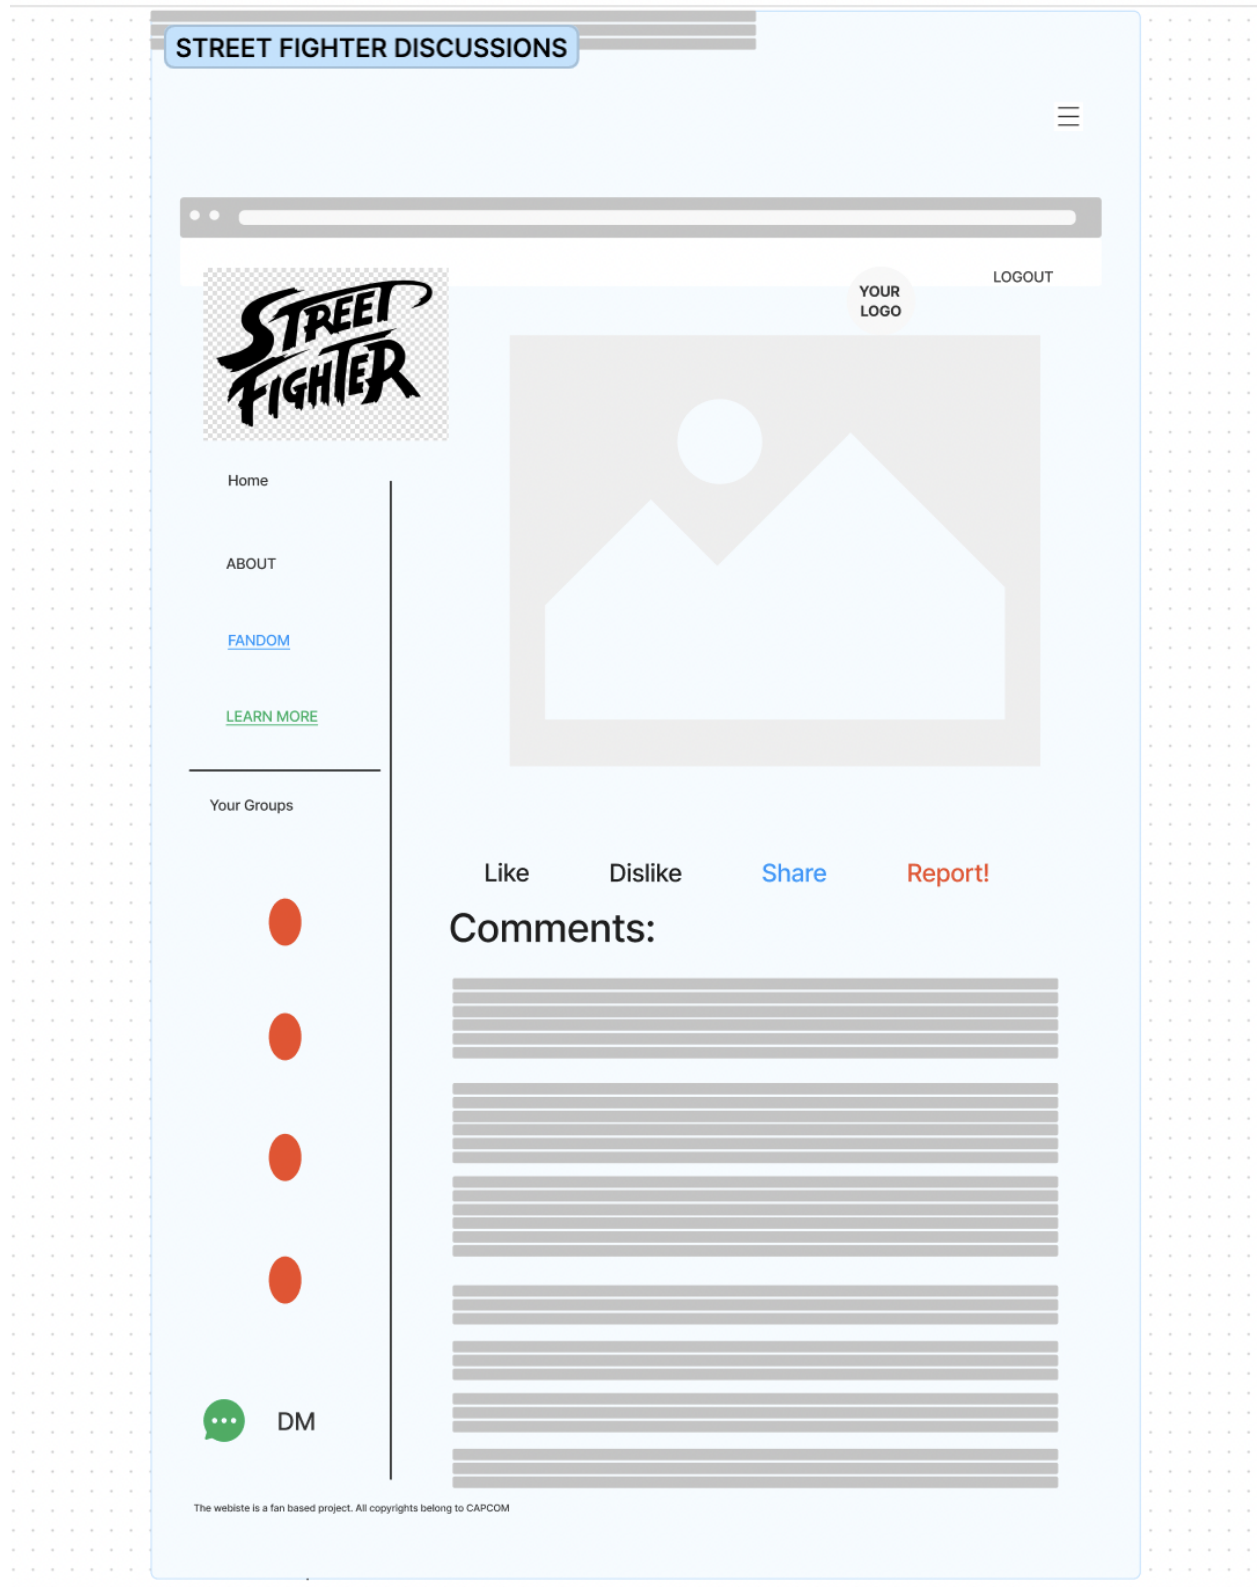 STREET FIGHTER DISCUSSIONS
LOGOUT
YOUR
LOGO
STREET
FIGHTER
Home
ABOUT
FANDOM
LEARN MORE
Your Groups
Like Dislike Share Report!
Comments:
DM
The webiste is a fan based project. All copyrights belong to CAPCOM